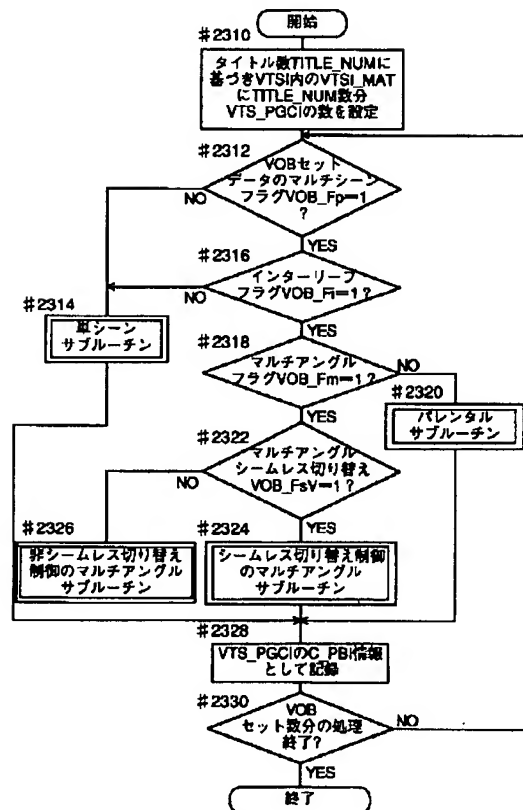 開始
#2310
タイトル数TITLE_NUMに
基づきVTSI内のVTSI_MAT
にTITLE_NUM数分
VTS_PGCIの数を設定
#2312
VOBセット
データのマルチシーン
フラグVOB_Fp=1
?
NO
YES
#2316
インターリーブ
フラグVOB_Fi=1?
NO
YES
#2314
単シーン
サブルーチン
#2318
マルチアングル
フラグVOB_Fm=1?
NO
YES
#2320
パレンタル
サブルーチン
#2322
マルチアングル
シームレス切り替え
VOB_FsV=1?
NO
YES
#2326
非シームレス切り替え
制御のマルチアングル
サブルーチン
#2324
シームレス切り替え制御
のマルチアングル
サブルーチン
#2328
VTS_PGCIのC_PBI情報
として記録
#2330
VOB
セット数分の処理
終了?
NO
YES
終了